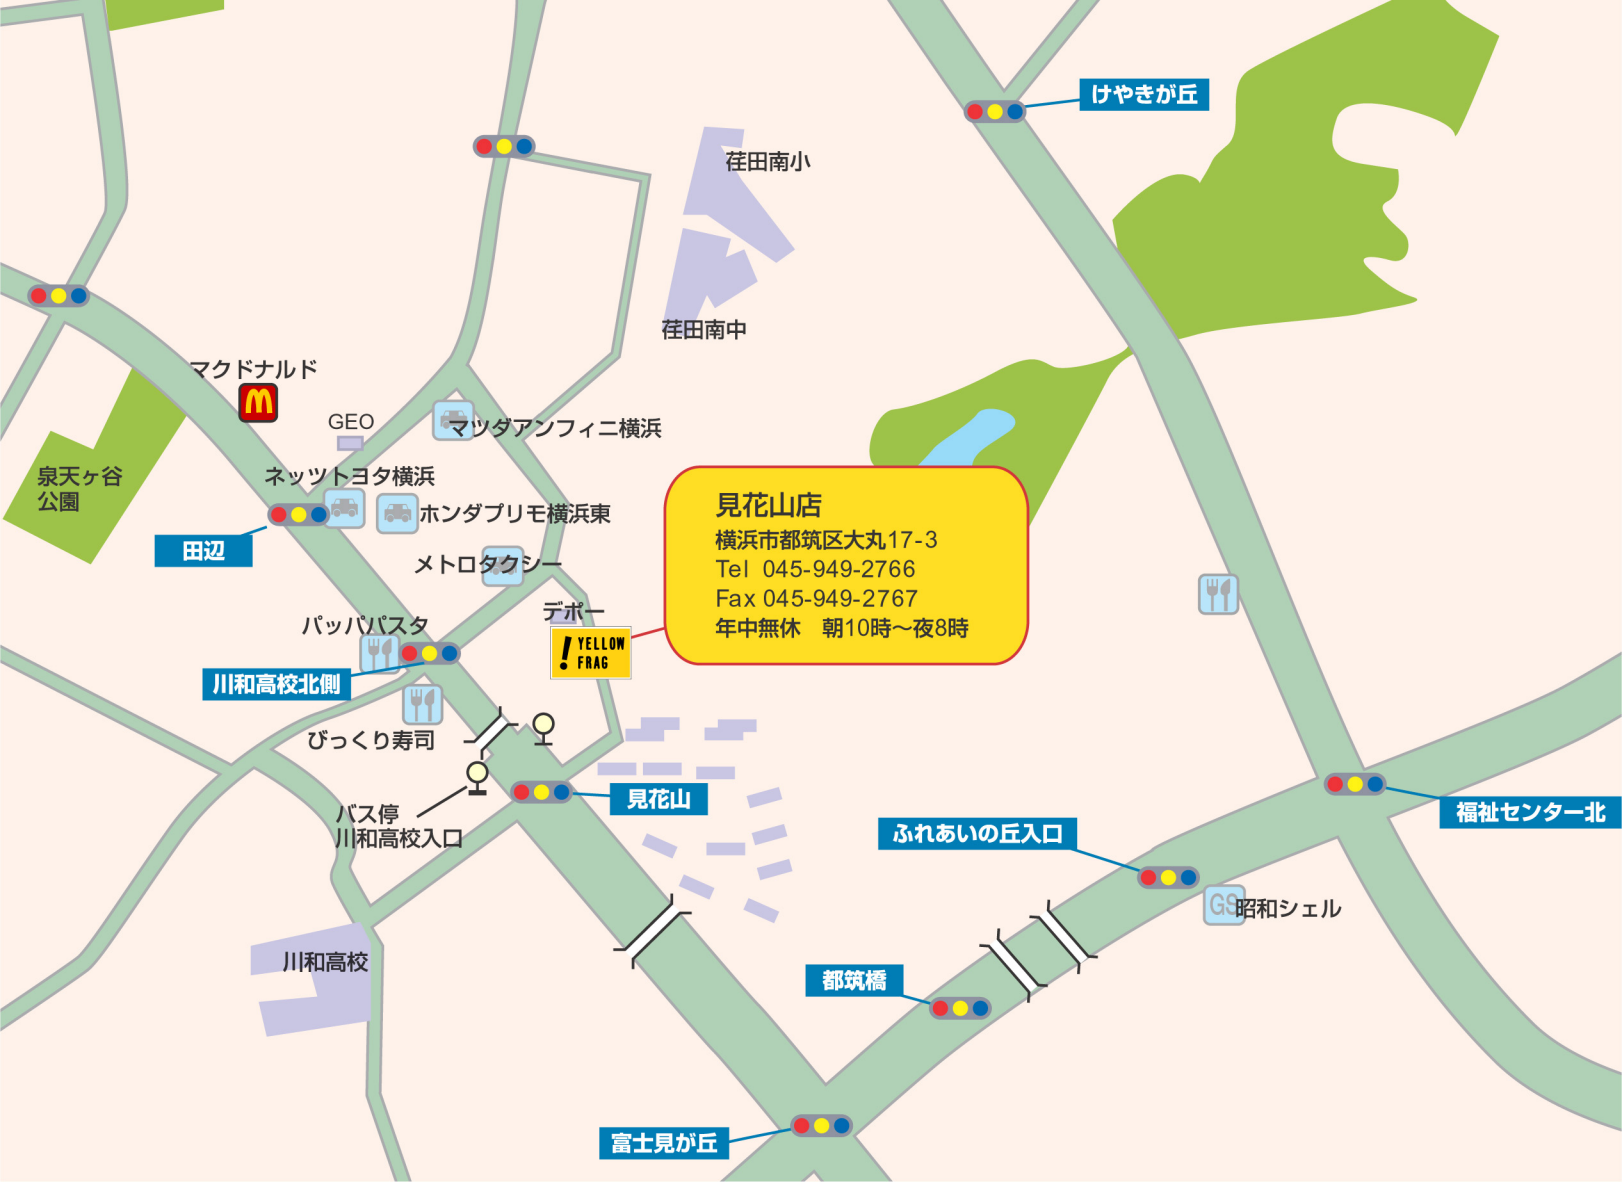 けやきが丘
荏田南小
荏田南中
マクドナルド
GEO
マツダアンフィニ横浜
泉天ヶ谷
公園
ネッツトヨタ横浜
ホンダプリモ横浜東
田辺
メトロタクシー
見花山店
横浜市都筑区大丸17-3
Tel 045-949-2766
Fax 045-949-2767
年中無休 朝10時〜夜8時
デポー
YELLOW
FRAG
パッパパスタ
川和高校北側
びっくり寿司
バス停
川和高校入口
見花山
福祉センター北
ふれあいの丘入口
GS
昭和シェル
川和高校
都筑橋
富士見が丘